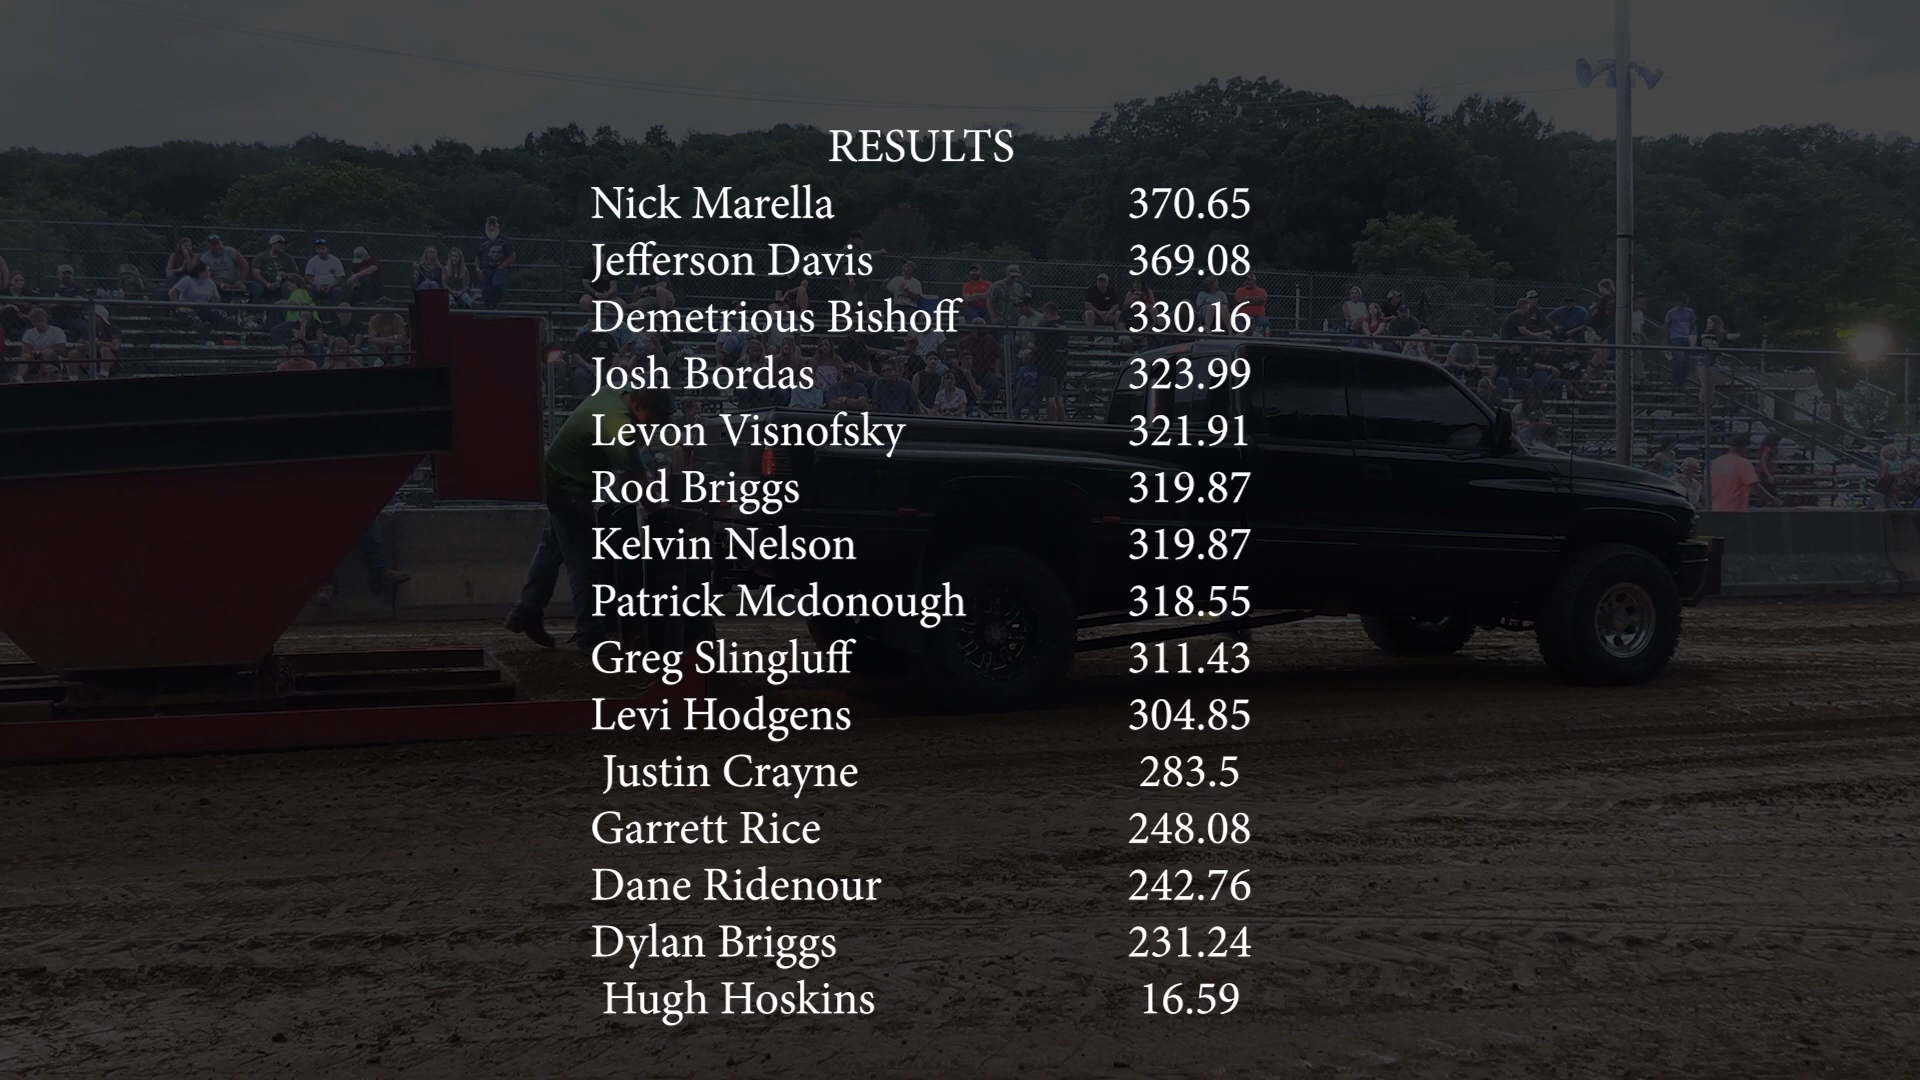 RESULTS
Nick Marella 370.65
Jefferson Davis 369.08
Demetrious Bishoff 330.16
Josh Bordas 323.99
Levon Visnofsky 321.91
Rod Briggs 319.87
Kelvin Nelson 319.87
Patrick Mcdonough 318.55
Greg Slingluff 311.43
Levi Hodgens 304.85
Justin Crayne 283.5
Garrett Rice 248.08
Dane Ridenour 242.76
Dylan Briggs 231.24
Hugh Hoskins 16.59